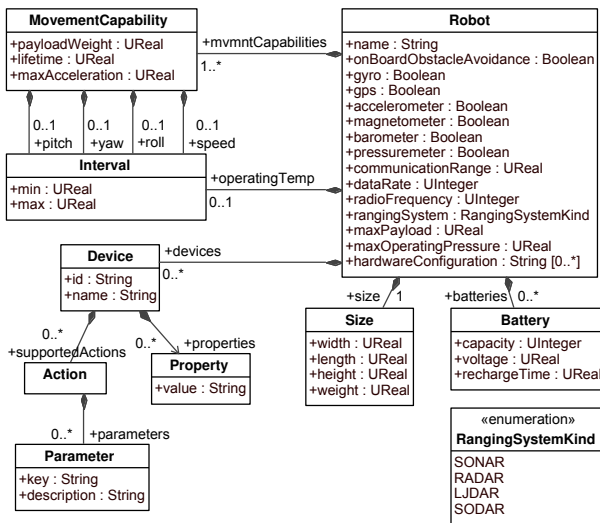 MovementCapability
+payloadWeight : UReal
+lifetime : UReal
+maxAcceleration : UReal
+mvmntCapabilities
1..*
Robot
+name : String
+onBoardObstacleAvoidance : Boolean
+gyro : Boolean
+gps : Boolean
+accelerometer : Boolean
+magnetometer : Boolean
+barometer : Boolean
+pressuremeter : Boolean
+communicationRange : UReal
+dataRate : UInteger
+radioFrequency : UInteger
+rangingSystem : RangingSystemKind
+maxPayload : UReal
+maxOperatingPressure : UReal
+hardwareConfiguration : String [0..*]
0..1 0..1 0..1 0..1
+pitch +yaw +roll +speed
Interval
+min : UReal
+max : UReal
+operatingTemp
0..1
Device
+id : String
+name : String
+devices
0..*
0..*
+supportedActions
0..* +properties
Action
Property
+value : String
0..* +parameters
Parameter
+key : String
+description : String
+size 1
Size
+width : UReal
+length : UReal
+height : UReal
+weight : UReal
+batteries 0..*
Battery
+capacity : UInteger
+voltage : UReal
+rechargeTime : UReal
«enumeration»
RangingSystemKind
SONAR
RADAR
LJDAR
SODAR